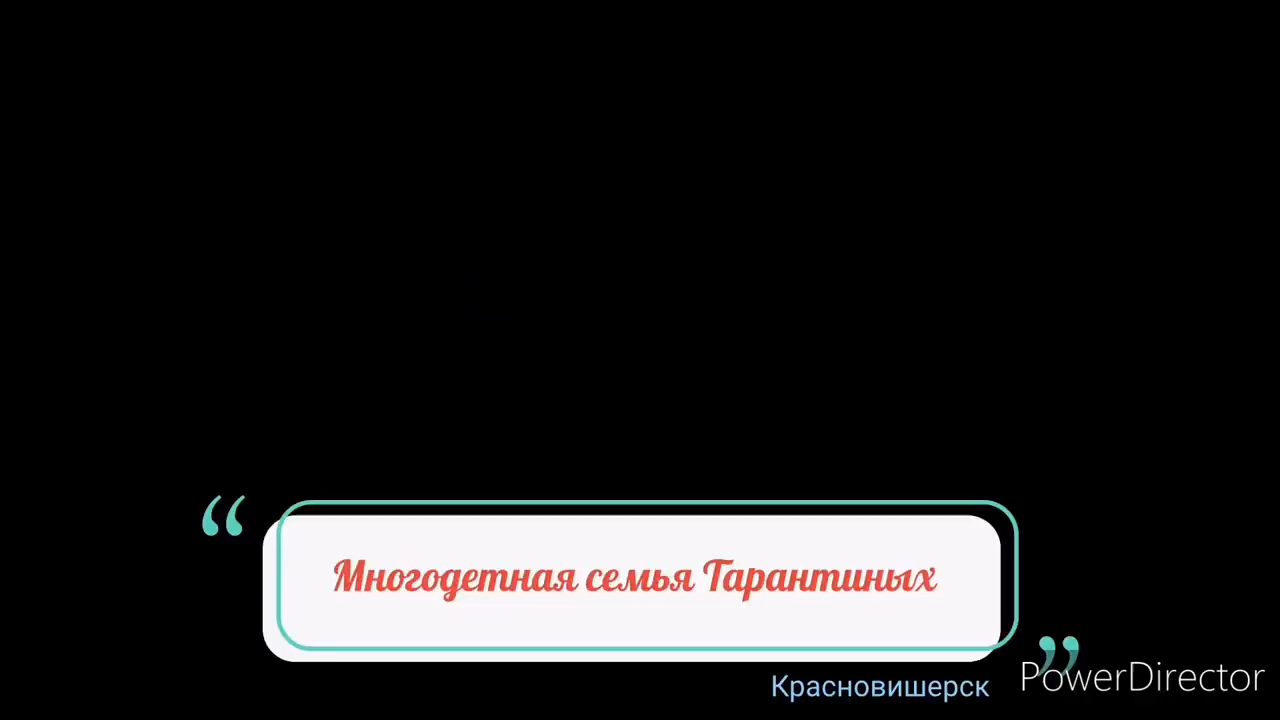 “
Многодетная семья Тарантиных
”
Красновишерск
PowerDirector